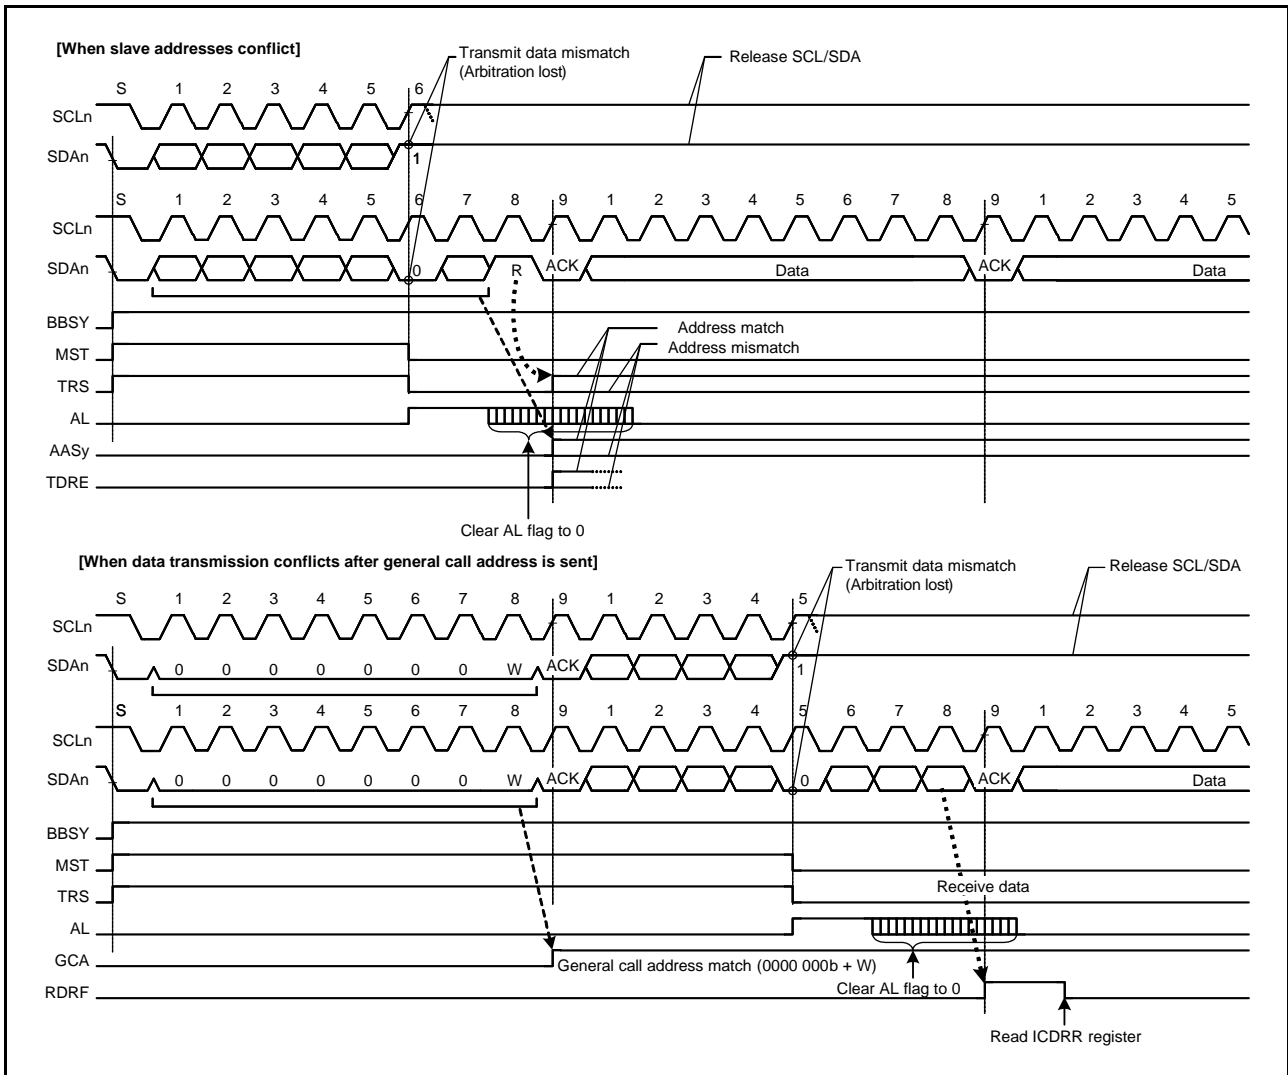 [When slave addresses conflict]
Transmit data mismatch
(Arbitration lost)
Release SCL/SDA
S 1 2 3 4 5 6
SCLn
SDAn 1
S 1 2 3 4 5 6 7 8 9 1 2 3 4 5 6 7 8 9 1 2 3 4 5
SCLn
SDAn 0 R ACK Data ACK Data
BBSY
Address match
MST
Address mismatch
TRS
AL
AASy
TDRE
Clear AL flag to 0
[When data transmission conflicts after general call address is sent]
Transmit data mismatch
(Arbitration lost)
Release SCL/SDA
S 1 2 3 4 5 6 7 8 9 1 2 3 4 5
SCLn
SDAn 0 0 0 0 0 0 0 W ACK 1
S 1 2 3 4 5 6 7 8 9 1 2 3 4 5 6 7 8 9 1 2 3 4 5
SCLn
SDAn 0 0 0 0 0 0 0 W ACK 0 ACK Data
BBSY
MST
TRS
Receive data
AL
GCA
General call address match (0000 000b + W)
Clear AL flag to 0
RDRF
Read ICDRR register